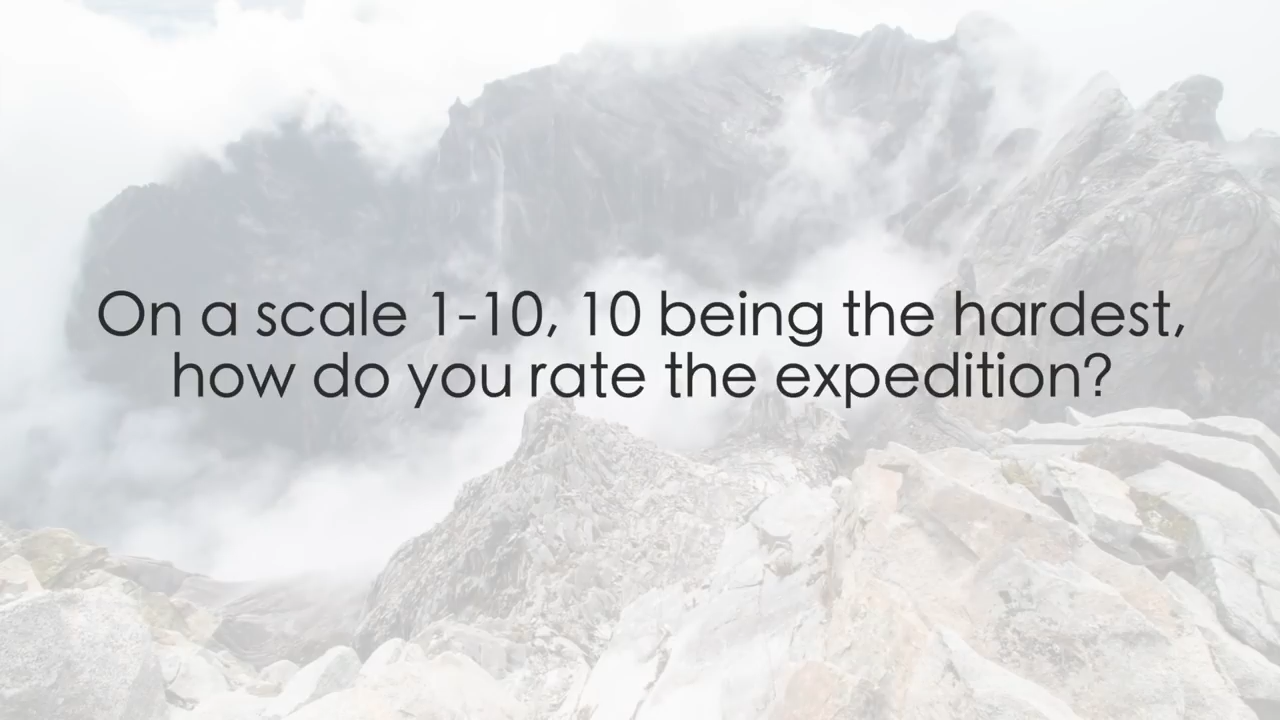 On a scale 1-10, 10 being the hardest,
how do you rate the expedition?